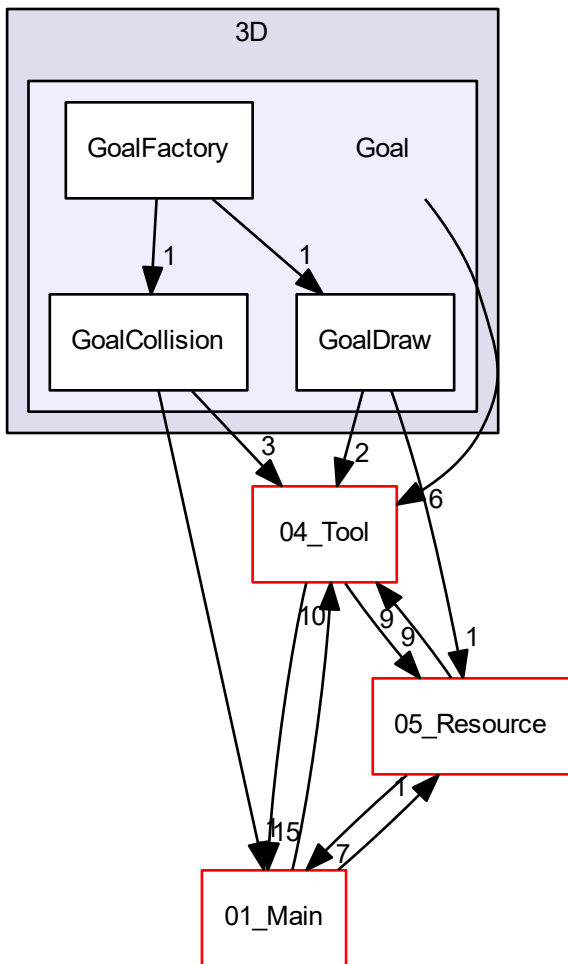 3D
GoalFactory
Goal
1
1
GoalCollision
GoalDraw
3
2
6
04_Tool
10
9
9
1
05_Resource
1
1
15
7
01_Main